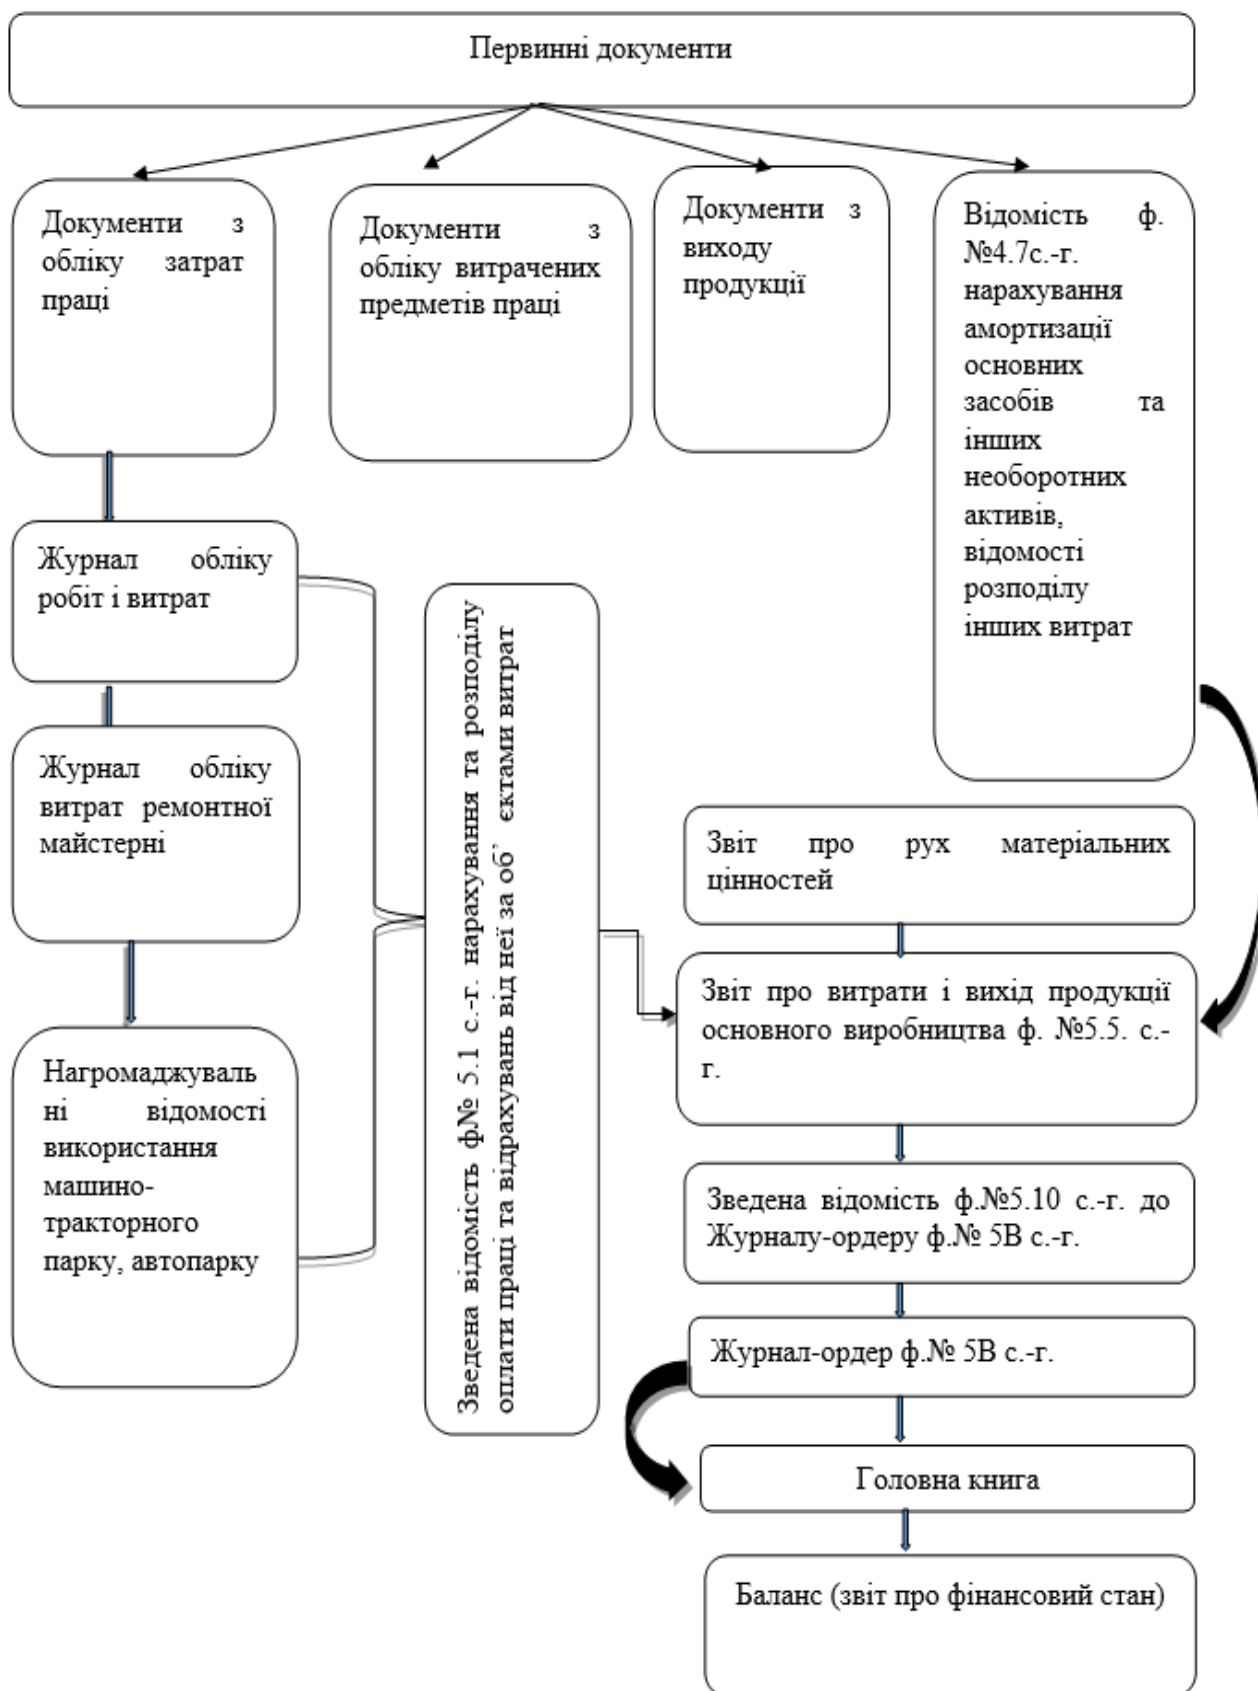 Первинні документи
Документи з
обліку затрат
праці
Документи з
обліку витрачених
предметів праці
Документи з
виходу
продукції
Відомість ф.
№4.7с.-г.
нарахування
амортизації
основних
засобів та
інших
необоротних
активів,
відомості
розподілу
інших витрат
Журнал обліку
робіт і витрат
Журнал обліку
витрат ремонтної
майстерні
Нагромаджуваль
ні відомості
використання
машино-
тракторного
парку, автопарку
Зведена відомість ф№ 5.1 с.-г. нарахування та розподілу
оплати праці та відрахувань від неї за об’ єктами витрат
Звіт про рух матеріальних
цінностей
Звіт про витрати і вихід продукції
основного виробництва ф. №5.5. с.-
г.
Зведена відомість ф.№5.10 с.-г. до
Журналу-ордеру ф.№ 5В с.-г.
Журнал-ордер ф.№ 5В с.-г.
Головна книга
Баланс (звіт про фінансовий стан)